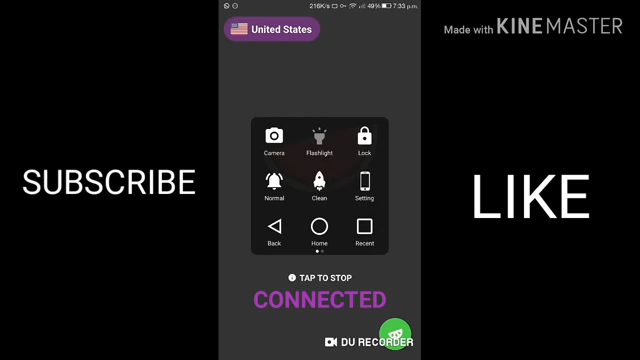 216K/s 49% 7:33 p.m.
United States
Made with KINEMASTER
Camera Flashlight Lock
SUBSCRIBE
LIKE
Normal Clean Setting
Back Home Recent
TAP TO STOP
CONNECTED
DU RECORDER